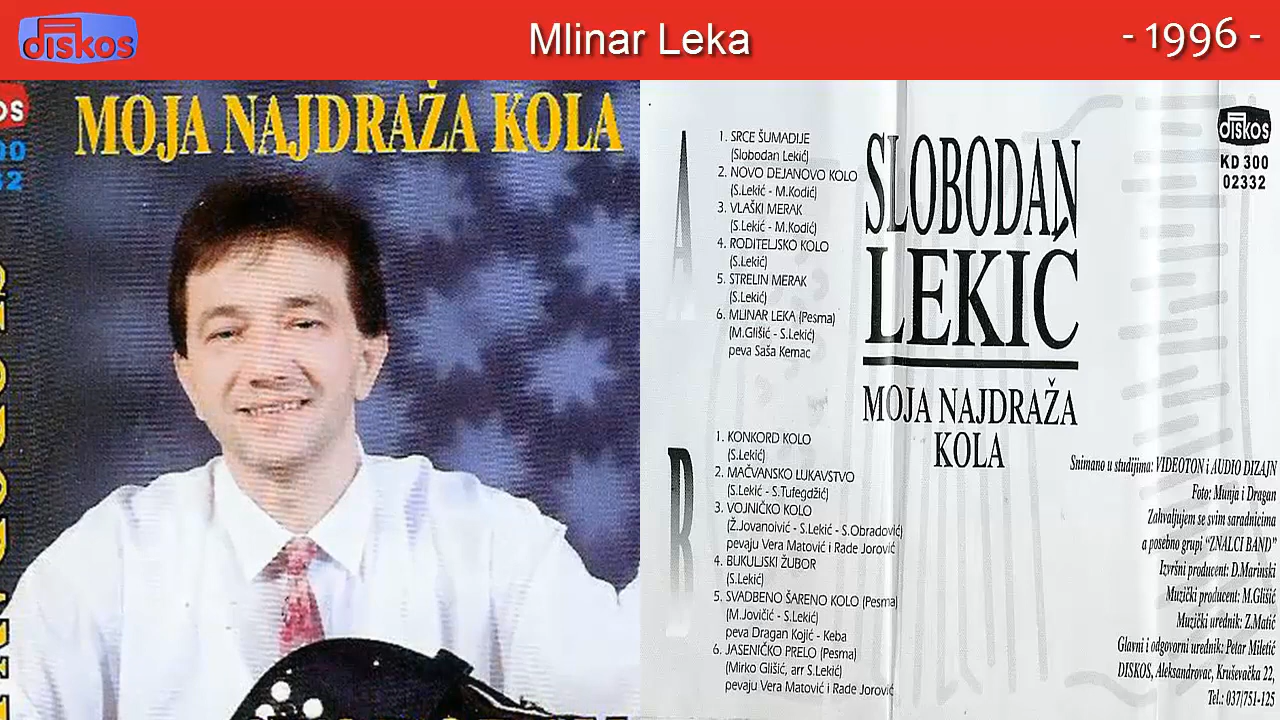 diskos
Mlinar Leka
- 1996 -
OS
MOJA NAJDRAŽA KOLA
A
1. SRCE ŠUMADIJE
(Slobodan Lekić)
2. NOVO DEJANOVO KOLO
(S.Lekić - M.Kodić)
3. VLAŠKI MERAK
(S.Lekić - M.Kodić)
4. RODITELJSKO KOLO
(S.Lekić)
5. STRELIN MERAK
(S.Lekić)
6. MLINAR LEKA (Pesma)
(M.Glišić - S.Lekić)
peva Saša Kernac
B
1. KONKORD KOLO
(S.Lekić)
2. MAČVANSKO LUKAVSTVO
(S.Lekić - S.Tufegdžić)
3. VOJNIČKO KOLO
(Ž.Jovanoivić - S.Lekić - S.Obradović)
pevaju Vera Matović i Rade Jorović
4. BUKULJSKI ŽUBOR
(S.Lekić)
5. SVADBENO ŠARENO KOLO (Pesma)
(M.Jovičić - S.Lekić)
peva Dragan Kojić - Keba
6. JASENIČKO PRELO (Pesma)
(Mirko Glišić, arr S.Lekić)
pevaju Vera Matović i Rade Jorović
SLOBODAN
LEKIĆ
MOJA NAJDRAŽA
KOLA
diskos
KD 300
02332
Snimano u studijima: VIDEOTON i AUDIO DIZAJN
Foto: Munja i Dragan
Zahvaljujem se svim saradnicima
a posebno grupi "ZNALCI BAND"
Izvršni producent: D.Marinski
Muzički producent: M.Glišić
Muzički urednik: Z.Matić
Glavni i odgovorni urednik: Petar Miletić
DISKOS, Aleksandrovac, Kruševačka 22,
Tel.: 037/751-125